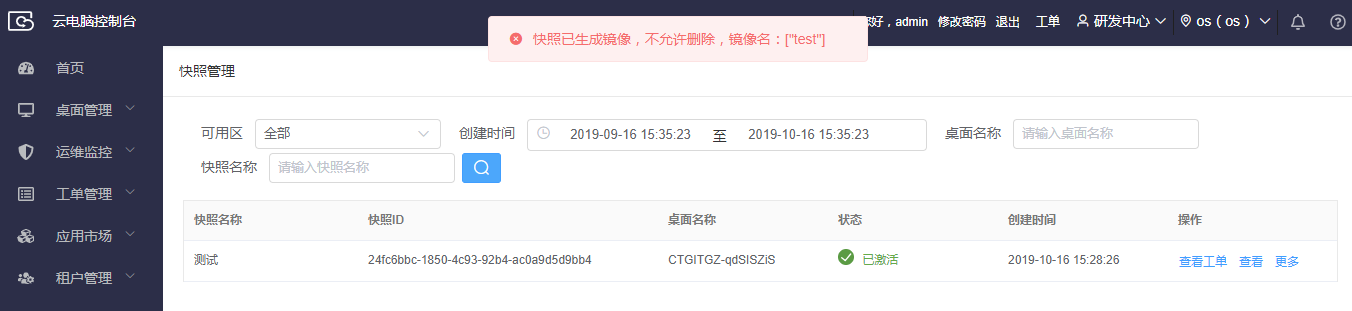 云电脑控制台
您好，admin 修改密码 退出 工单 研发中心 os（os）
快照已生成镜像，不允许删除，镜像名：["test"]
首页
桌面管理
运维监控
工单管理
应用市场
租户管理
快照管理
可用区 全部 创建时间 2019-09-16 15:35:23 至 2019-10-16 15:35:23 桌面名称 请输入桌面名称
快照名称 请输入快照名称
快照名称 快照ID 桌面名称 状态 创建时间 操作
测试 24fc6bbc-1850-4c93-92b4-ac0a9d5d9bb4 CTGITGZ-qdSISZiS 已激活 2019-10-16 15:28:26 查看工单 查看 更多